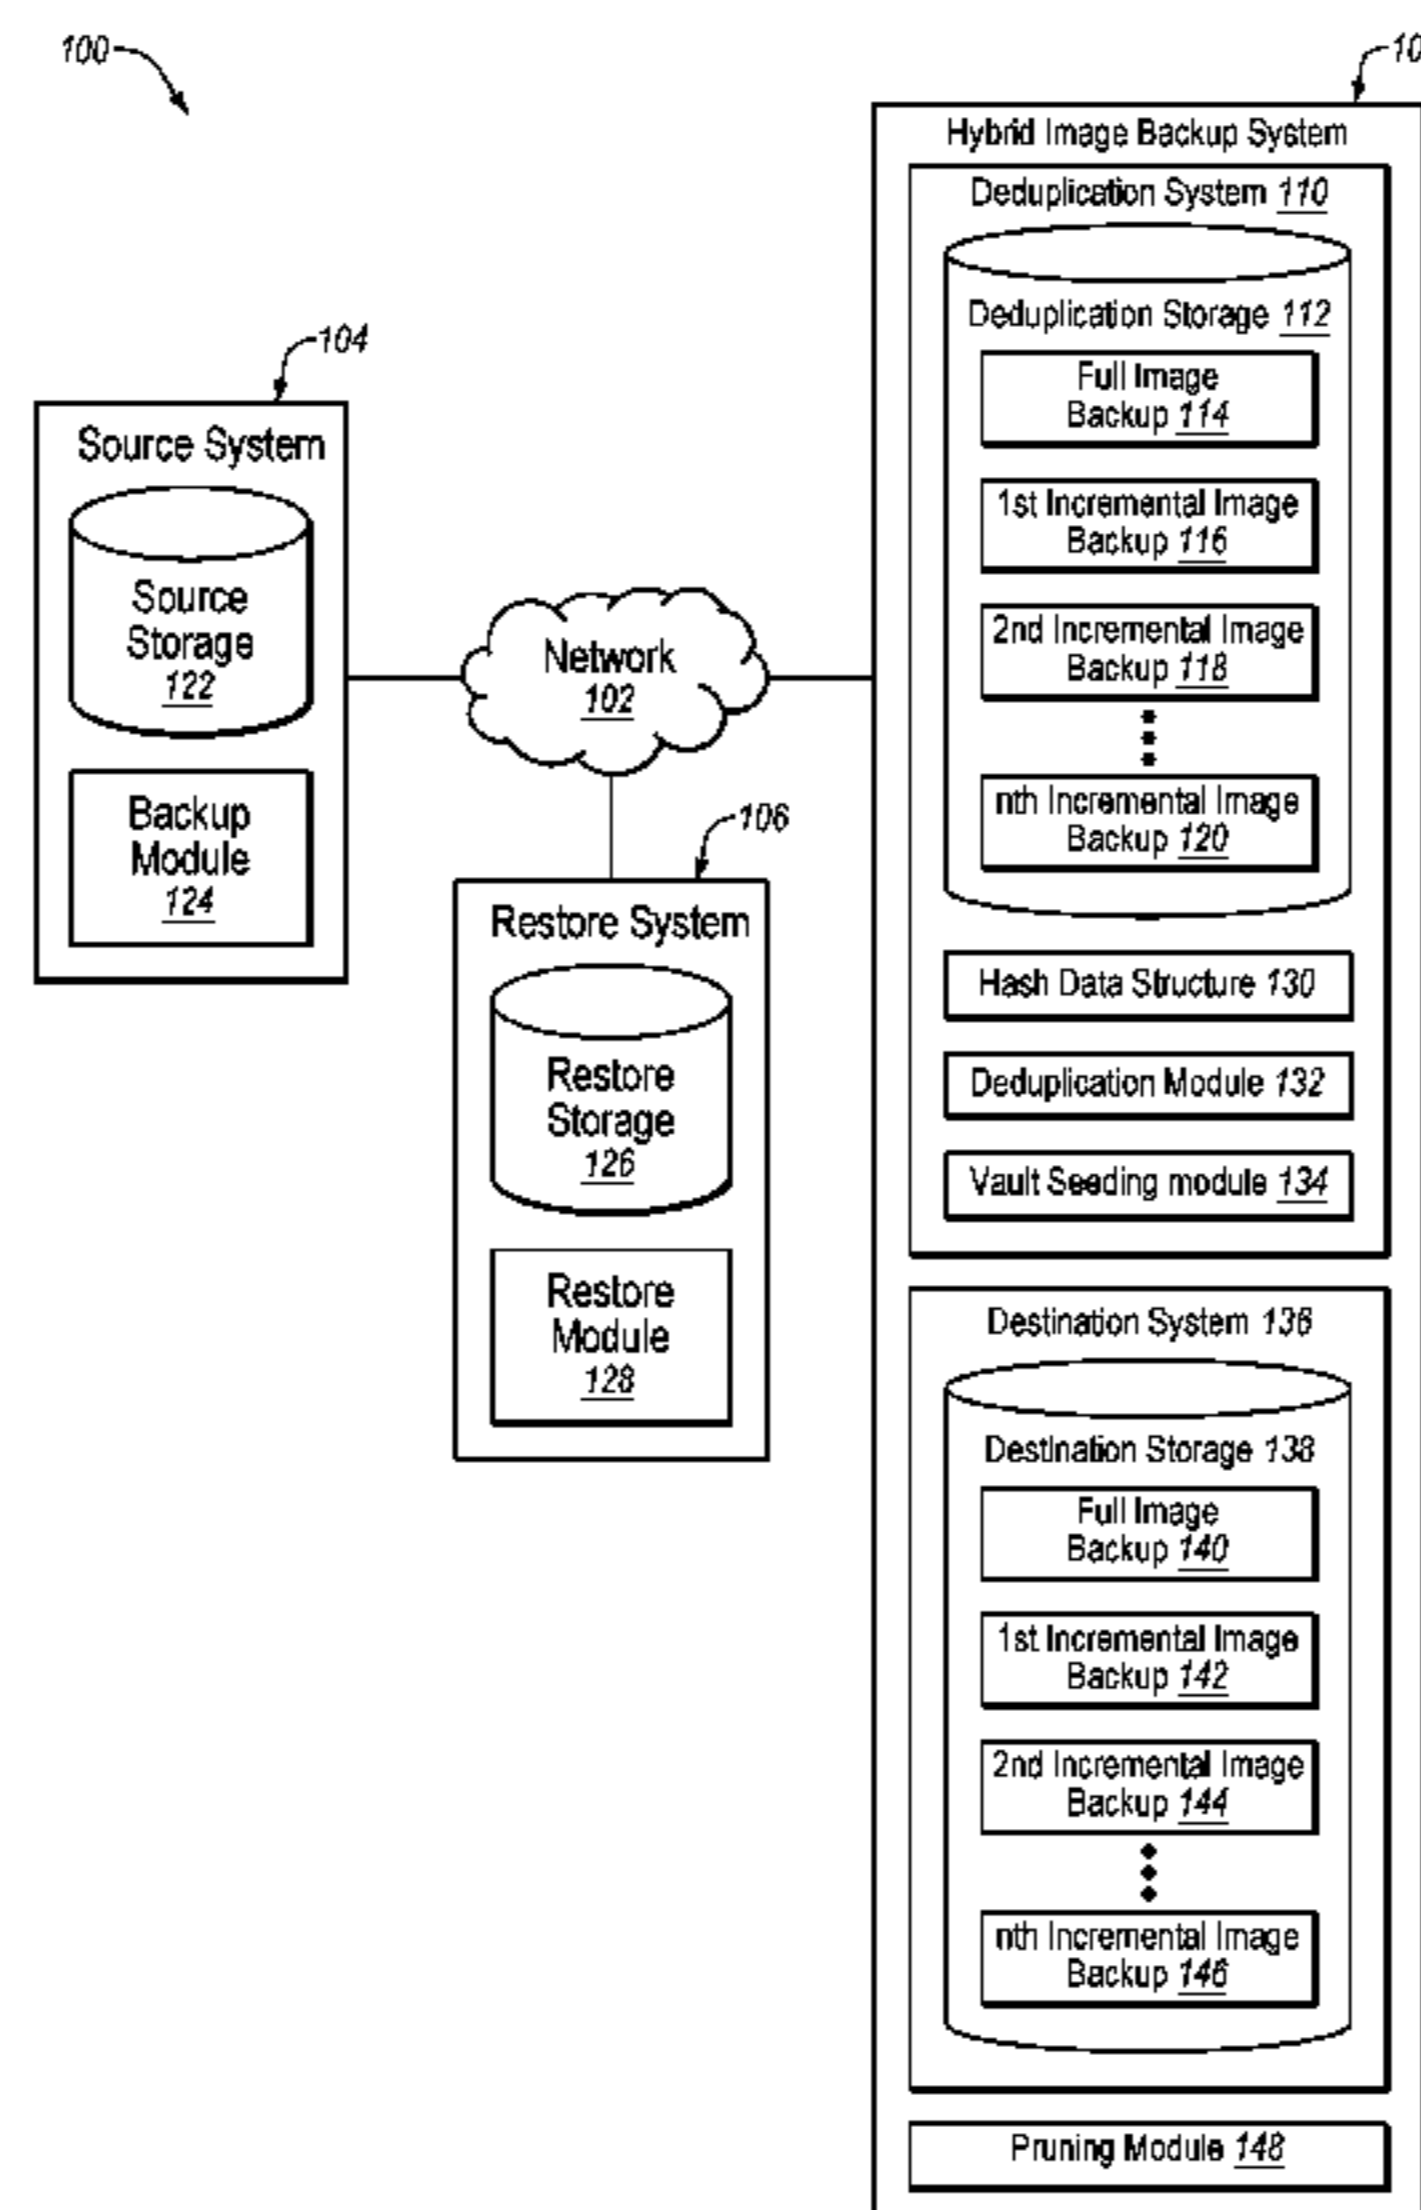 100
10
Hybrid Image Backup System
Deduplication System 110
Deduplication Storage 112
Full Image
Backup 114
1st Incremental Image
Backup 116
2nd Incremental Image
Backup 118
nth Incremental Image
Backup 120
Hash Data Structure 130
Deduplication Module 132
Vault Seeding module 134
Destination System 136
Destination Storage 138
Full Image
Backup 140
1st Incremental Image
Backup 142
2nd Incremental Image
Backup 144
nth Incremental Image
Backup 146
Pruning Module 148
104
Source System
Source
Storage
122
Backup
Module
124
Network
102
106
Restore System
Restore
Storage
126
Restore
Module
128